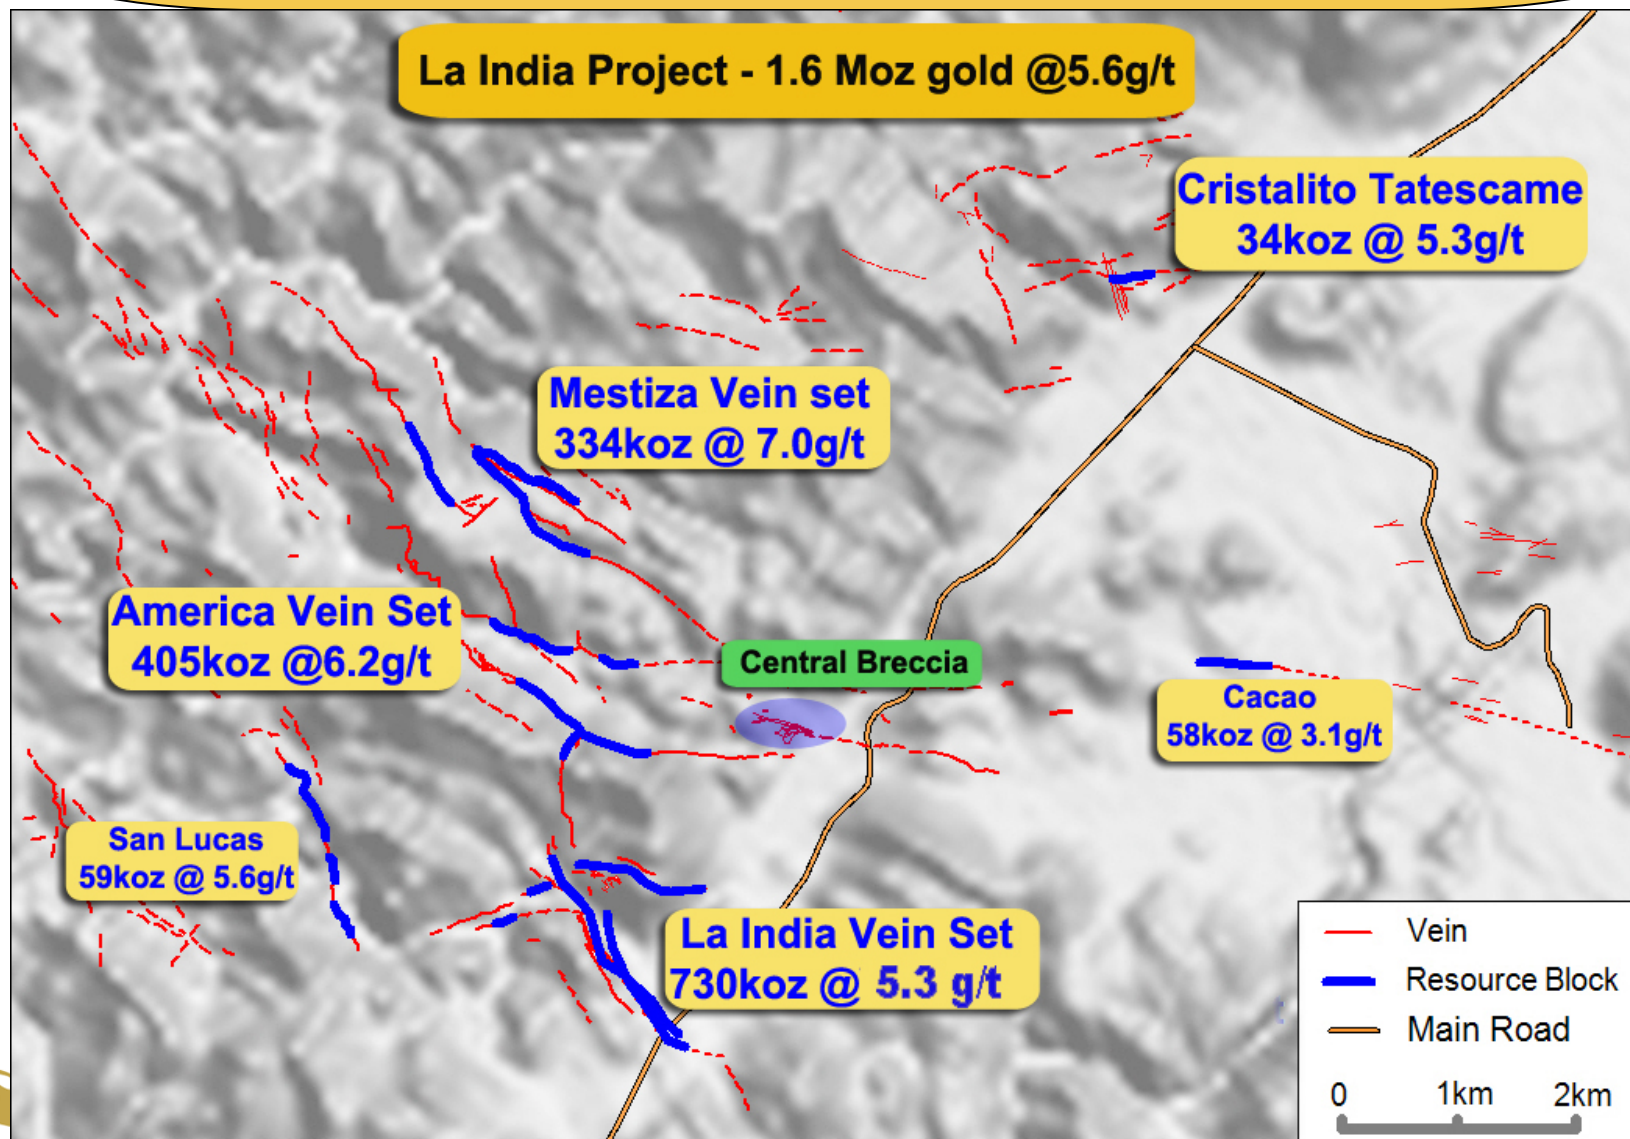 La India Project - 1.6 Moz gold @5.6g/t
Cristalito Tatescame
34koz @ 5.3g/t
Mestiza Vein set
334koz @ 7.0g/t
America Vein Set
405koz @6.2g/t
Central Breccia
Cacao
58koz @ 3.1g/t
San Lucas
59koz @ 5.6g/t
La India Vein Set
730koz @ 5.3 g/t
Vein
Resource Block
Main Road
0 1km 2km